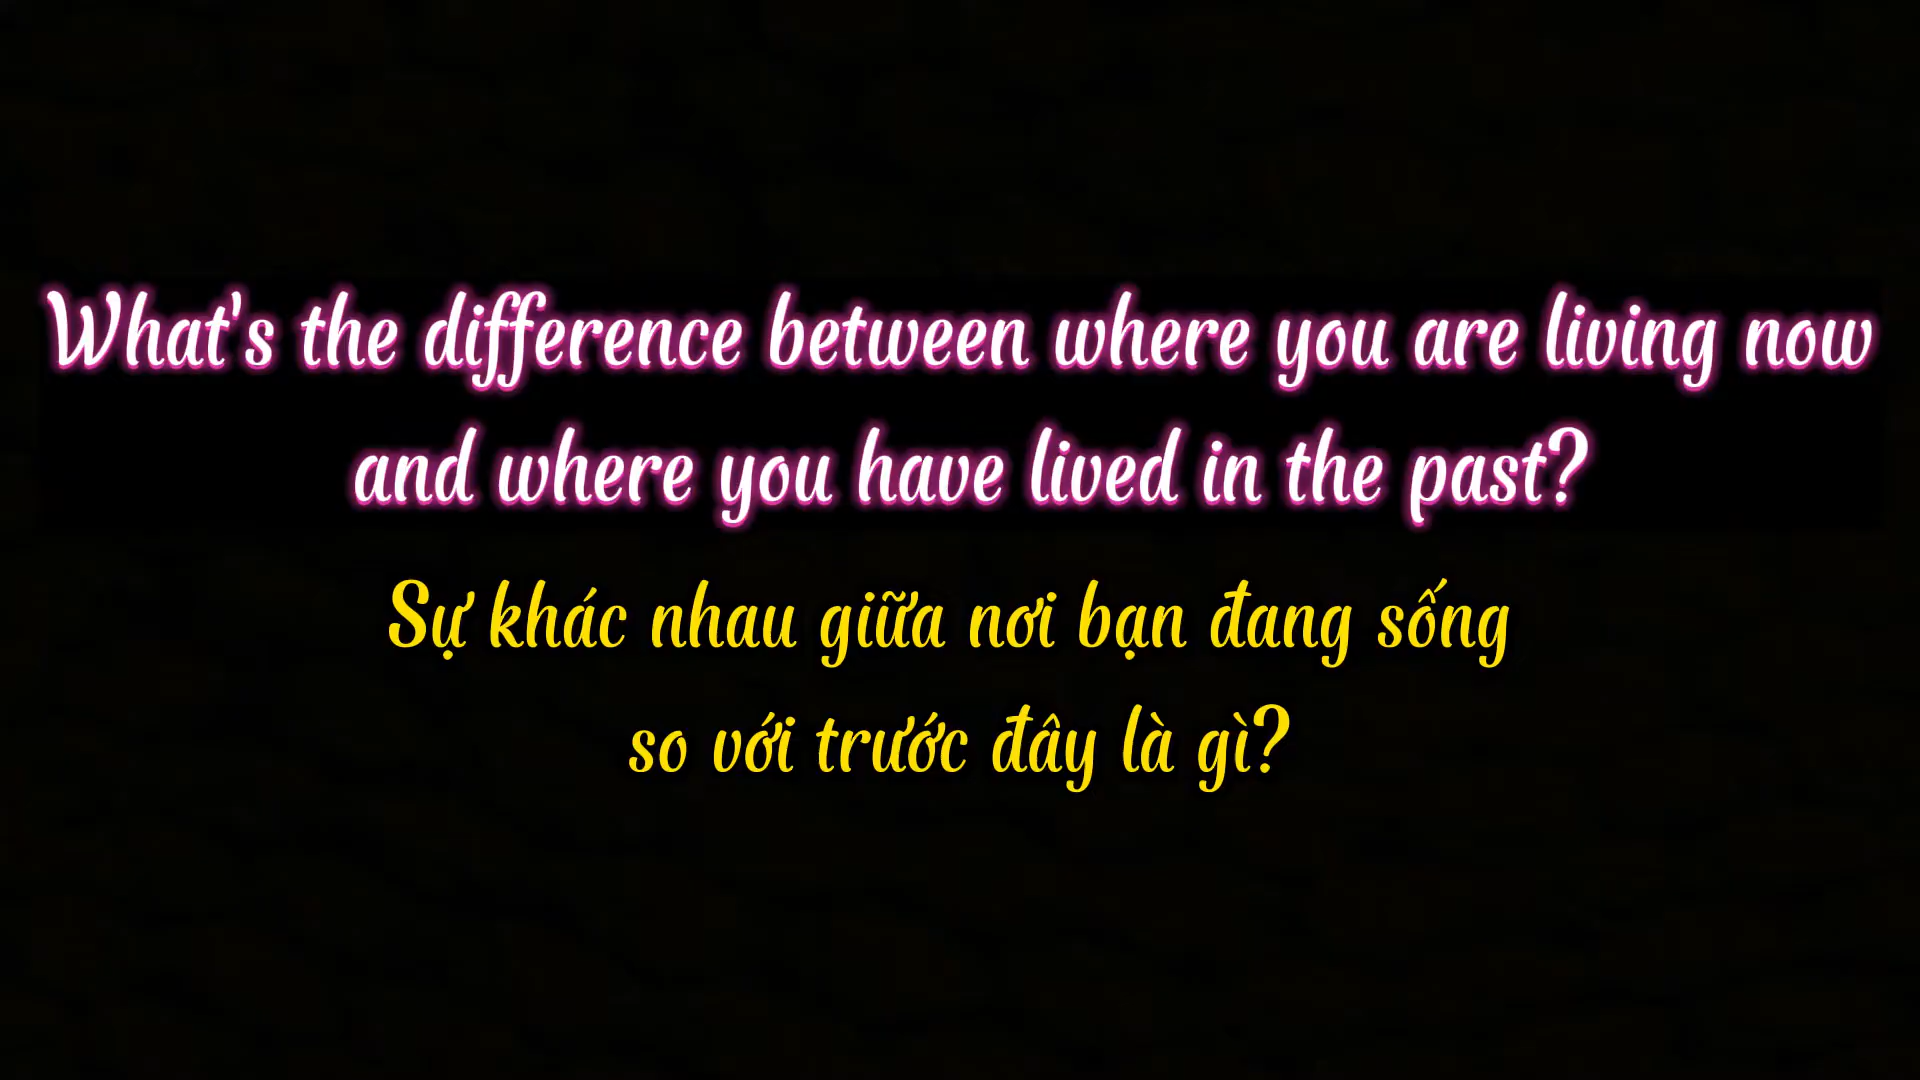 What's the difference between where you are living now
and where you have lived in the past?
Sự khác nhau giữa nơi bạn đang sống
so với trước đây là gì?